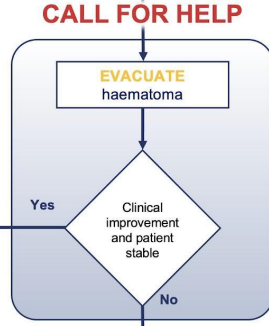 CALL FOR HELP
EVACUATE
haematoma
Clinical
improvement
and patient
stable
Yes
No